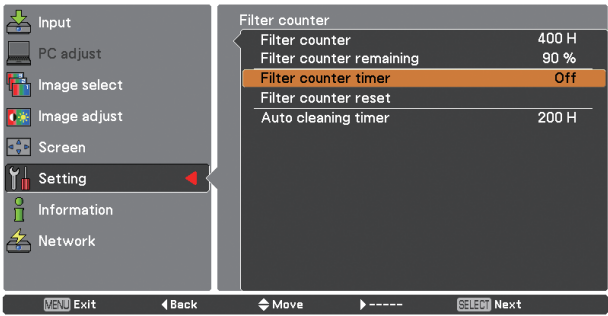 Input
PC adjust
Image select
Image adjust
Screen
Setting
Information
Network
Filter counter
Filter counter 400 H
Filter counter remaining 90 %
Filter counter timer Off
Filter counter reset
Auto cleaning timer 200 H
MENU Exit Back Move ----- SELECT Next